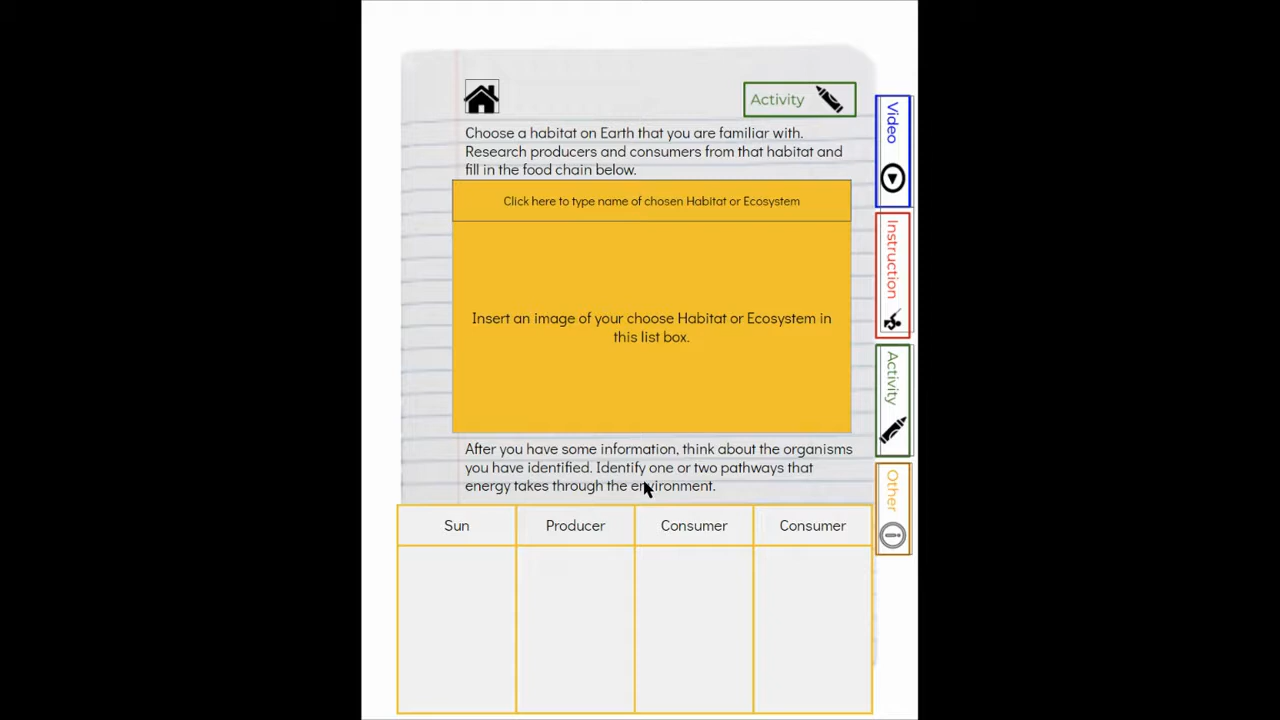 Activity
Choose a habitat on Earth that you are familiar with.
Research producers and consumers from that habitat and
fill in the food chain below.
Click here to type name of chosen Habitat or Ecosystem
Insert an image of your choose Habitat or Ecosystem in
this list box.
After you have some information, think about the organisms
you have identified. Identify one or two pathways that
energy takes through the environment.
Sun
Producer
Consumer
Consumer
Video
Instruction
Activity
Other